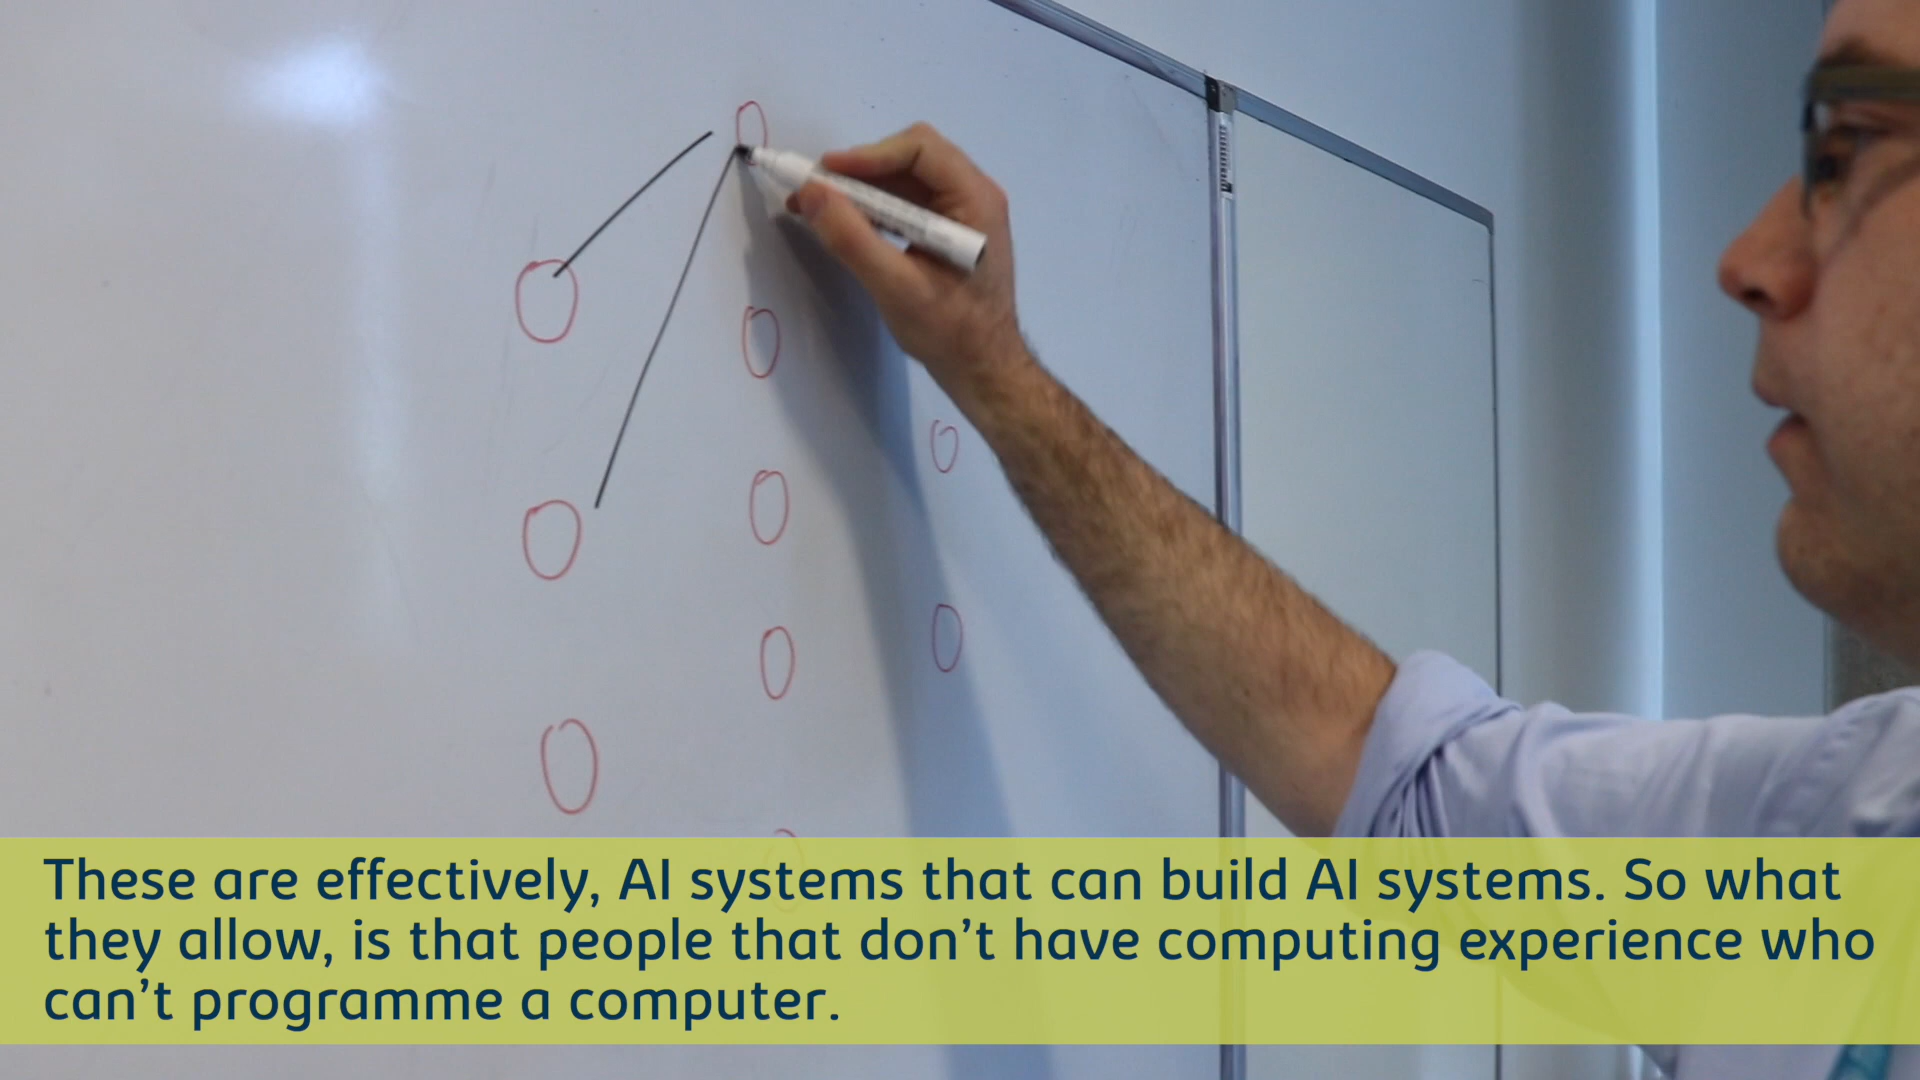 These are effectively, AI systems that can build AI systems. So what
they allow, is that people that don't have computing experience who
can't programme a computer.